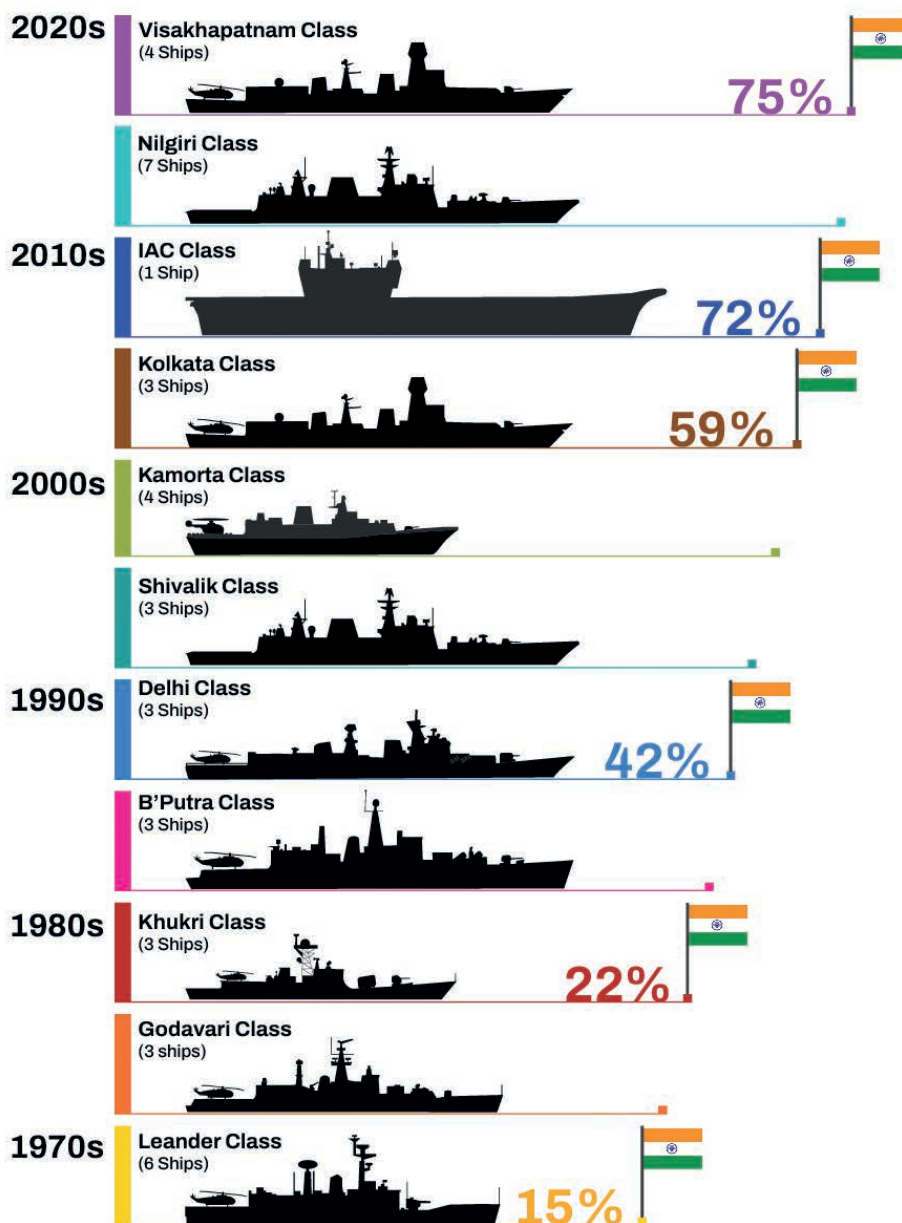 2020s
Visakhapatnam Class
(4 Ships)
75%
Nilgiri Class
(7 Ships)
2010s
IAC Class
(1 Ship)
72%
Kolkata Class
(3 Ships)
59%
2000s
Kamorta Class
(4 Ships)
Shivalik Class
(3 Ships)
1990s
Delhi Class
(3 Ships)
42%
B'Putra Class
(3 Ships)
1980s
Khukri Class
(3 Ships)
22%
Godavari Class
(3 ships)
1970s
Leander Class
(6 Ships)
15%